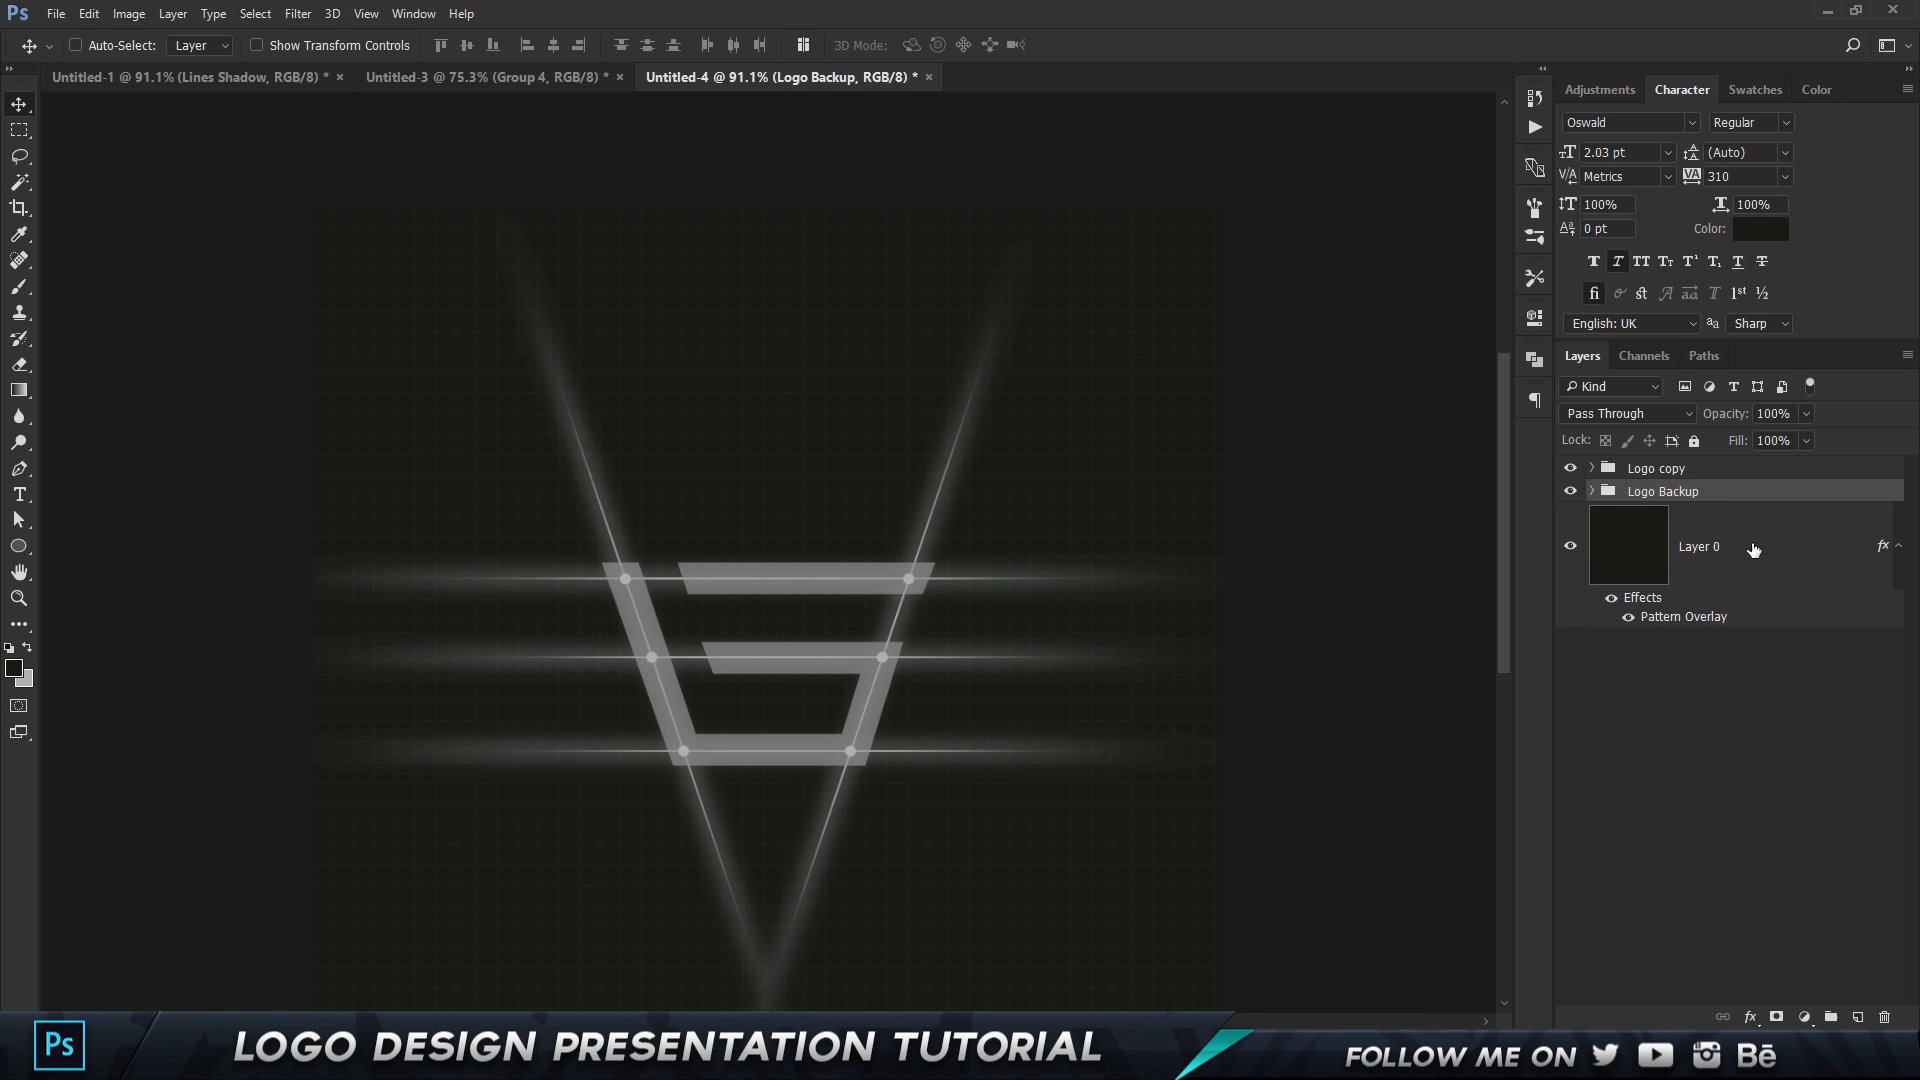 Ps File Edit Image Layer Type Select Filter 3D View Window Help
Auto-Select: Layer Show Transform Controls 3D Mode:
Untitled-1 @ 91.1% (Lines Shadow, RGB/8) * × Untitled-3 @ 75.3% (Group 4, RGB/8) * × Untitled-4 @ 91.1% (Logo Backup, RGB/8) * ×
Adjustments Character Swatches Color
Oswald Regular
2.03 pt (Auto)
Metrics 310
100% 100%
0 pt Color:
English: UK aa Sharp
Layers Channels Paths
Kind
Pass Through Opacity: 100%
Lock: Fill: 100%
Logo copy
Logo Backup
Layer 0 fx
Effects
Pattern Overlay
fx
Ps LOGO DESIGN PRESENTATION TUTORIAL
FOLLOW ME ON Bē